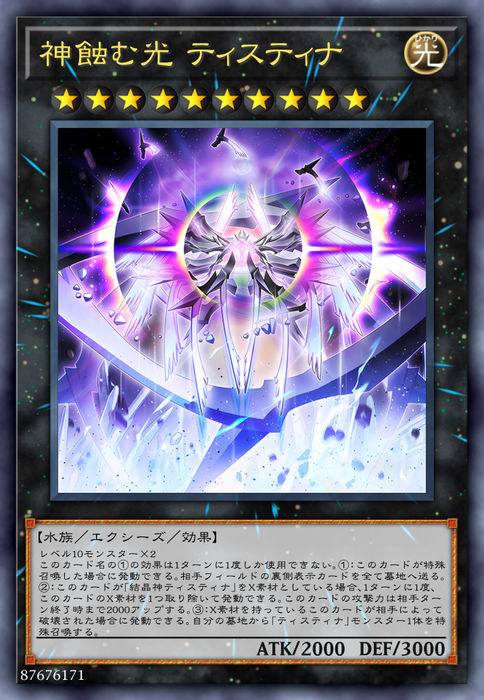 神蝕む光 ティスティナ
ひかり
光
【水族／エクシーズ／効果】
レベル10モンスター×2
このカード名の①の効果は1ターンに1度しか使用できない。①：このカードが特殊
召喚した場合に発動できる。相手フィールドの裏側表示カードを全て墓地へ送る。
②：このカードが「結晶神ティスティナ」をX素材としている場合、1ターンに1度、
このカードのX素材を1つ取り除いて発動できる。このカードの攻撃力は相手ター
ン終了時まで2000アップする。③：X素材を持っているこのカードが相手によって
破壊された場合に発動できる。自分の墓地から「ティスティナ」モンスター1体を特
殊召喚する。
ATK/2000 DEF/3000
87676171